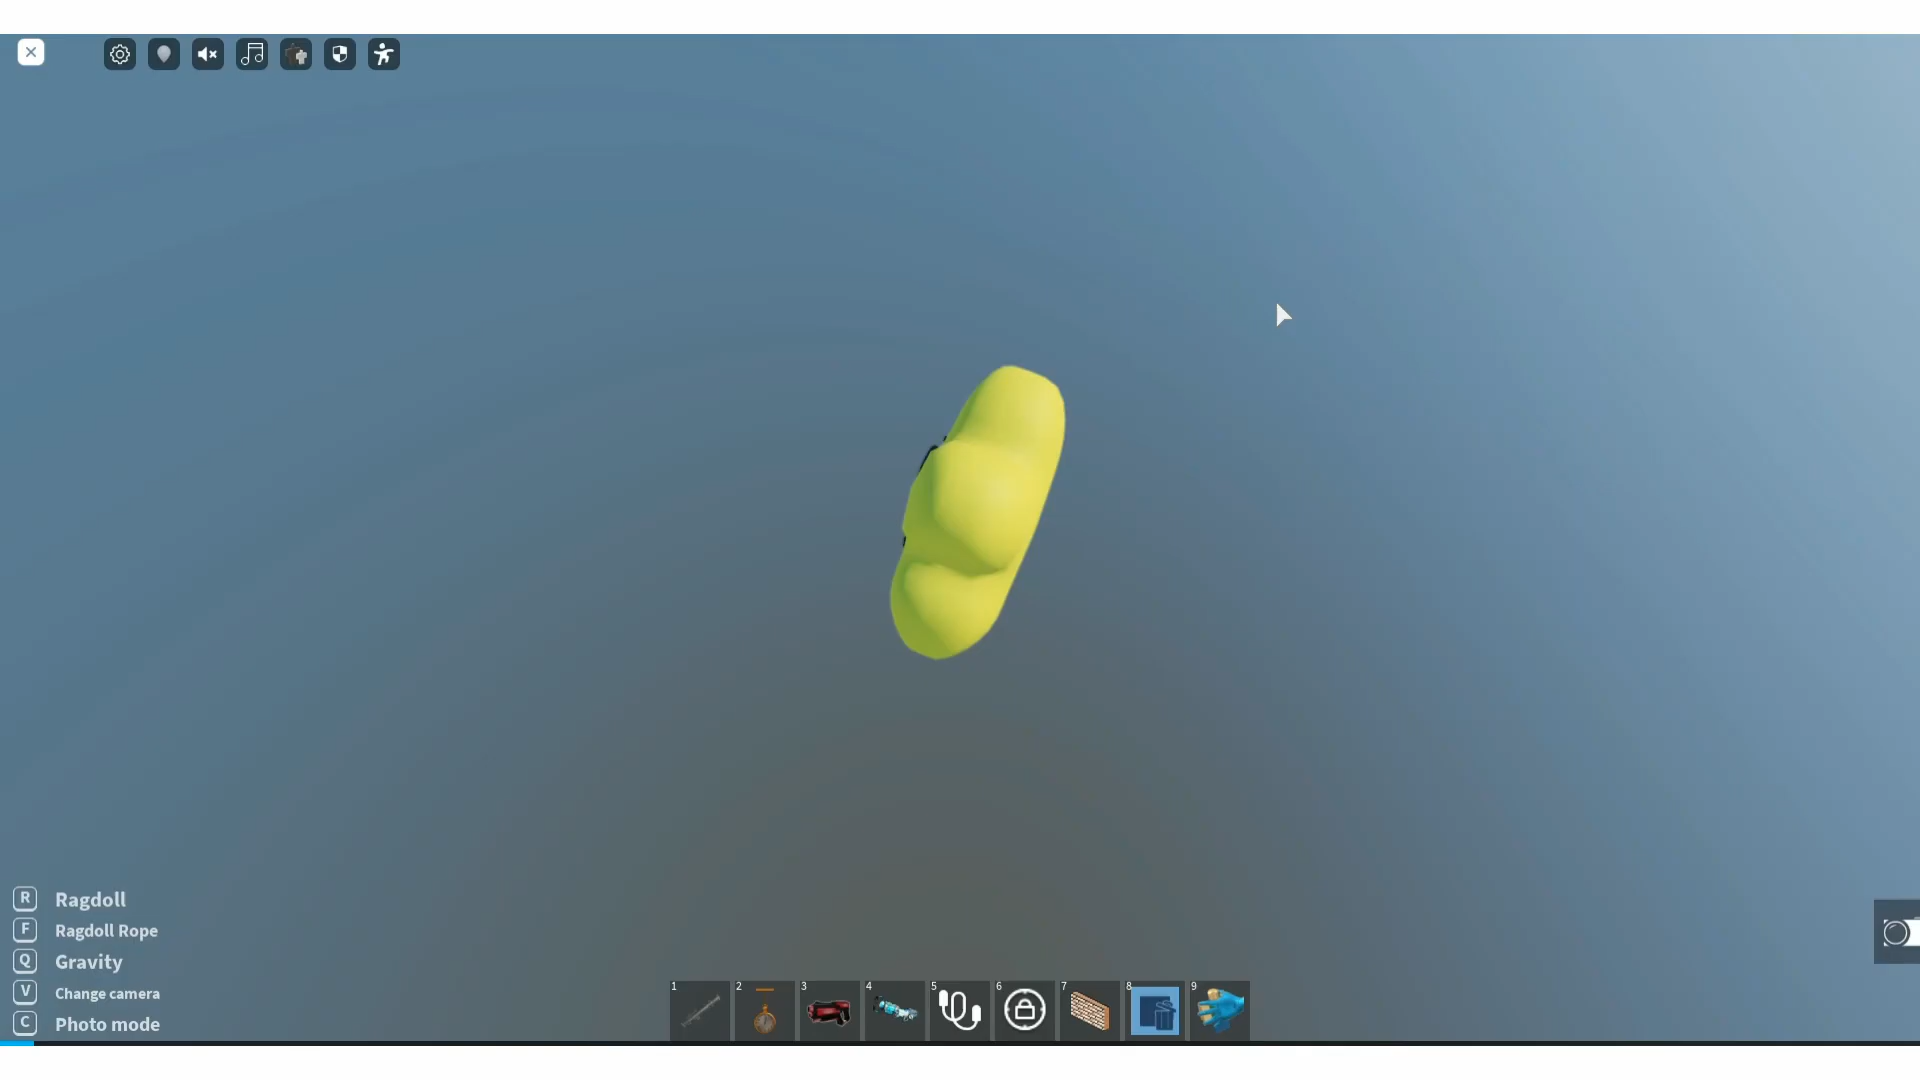 R Ragdoll
F Ragdoll Rope
Q Gravity
V Change camera
C Photo mode
1 2 3 4 5 6 7 8 9